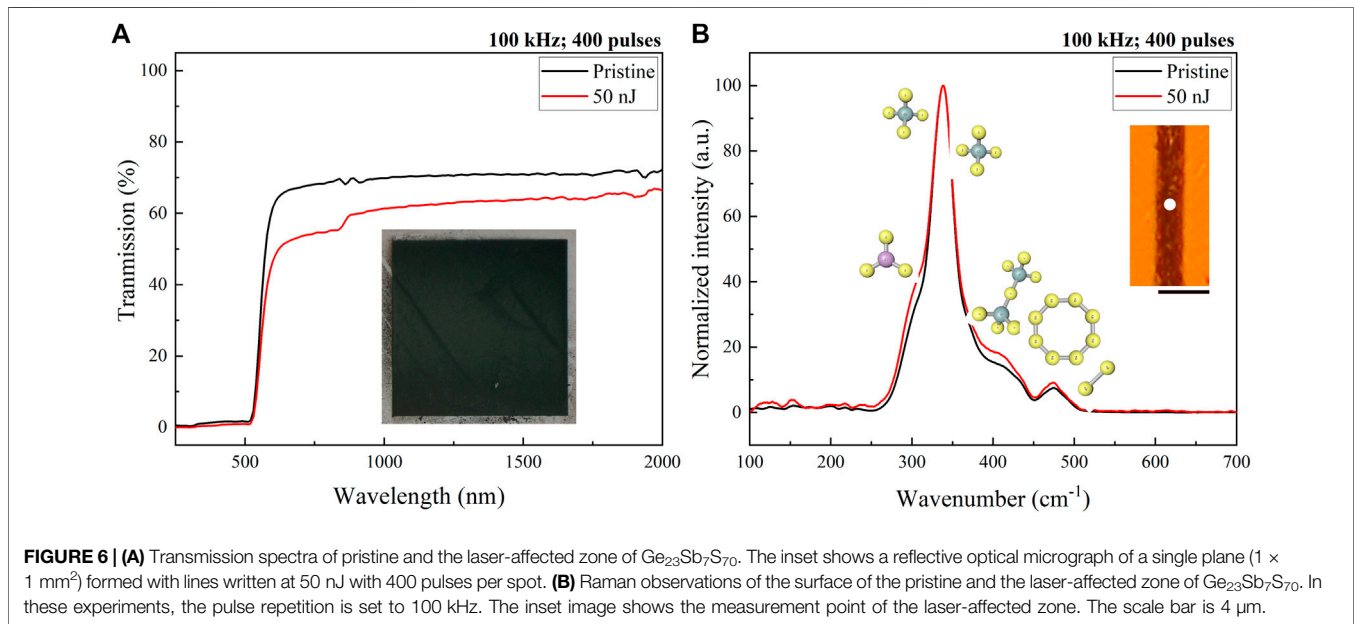 A
100 kHz; 400 pulses
Pristine
50 nJ
100
80
60
40
20
0
Tranmission (%)
500
1000
1500
2000
Wavelength (nm)
B
100 kHz; 400 pulses
Pristine
50 nJ
100
80
60
40
20
0
Normalized intensity (a.u.)
100
200
300
400
500
600
700
Wavenumber (cm⁻¹)
FIGURE 6 | (A) Transmission spectra of pristine and the laser-affected zone of Ge₂₃Sb₇S₇₀. The inset shows a reflective optical micrograph of a single plane (1 ×
1 mm²) formed with lines written at 50 nJ with 400 pulses per spot. (B) Raman observations of the surface of the pristine and the laser-affected zone of Ge₂₃Sb₇S₇₀. In
these experiments, the pulse repetition is set to 100 kHz. The inset image shows the measurement point of the laser-affected zone. The scale bar is 4 μm.